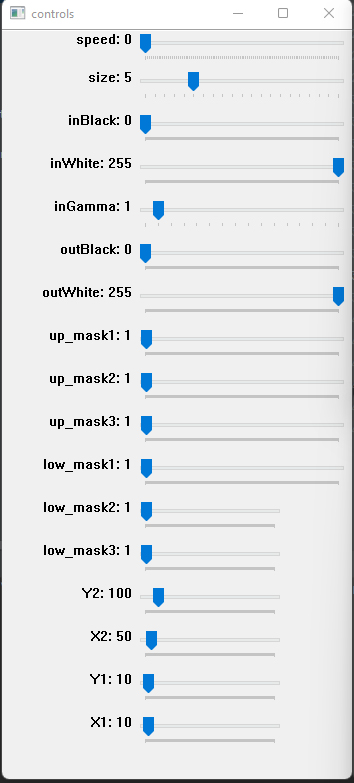 controls
speed: 0
size: 5
inBlack: 0
inWhite: 255
inGamma: 1
outBlack: 0
outWhite: 255
up_mask1: 1
up_mask2: 1
up_mask3: 1
low_mask1: 1
low_mask2: 1
low_mask3: 1
Y2: 100
X2: 50
Y1: 10
X1: 10